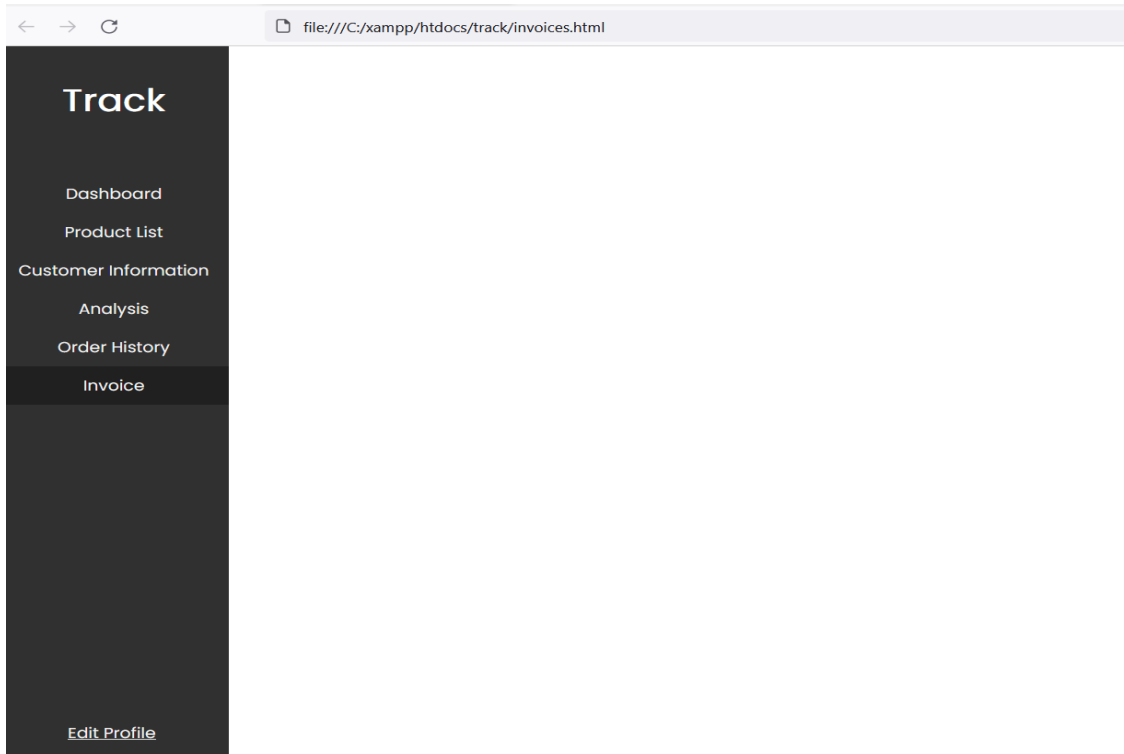 file:///C:/xampp/htdocs/track/invoices.html
Track
Dashboard
Product List
Customer Information
Analysis
Order History
Invoice
Edit Profile